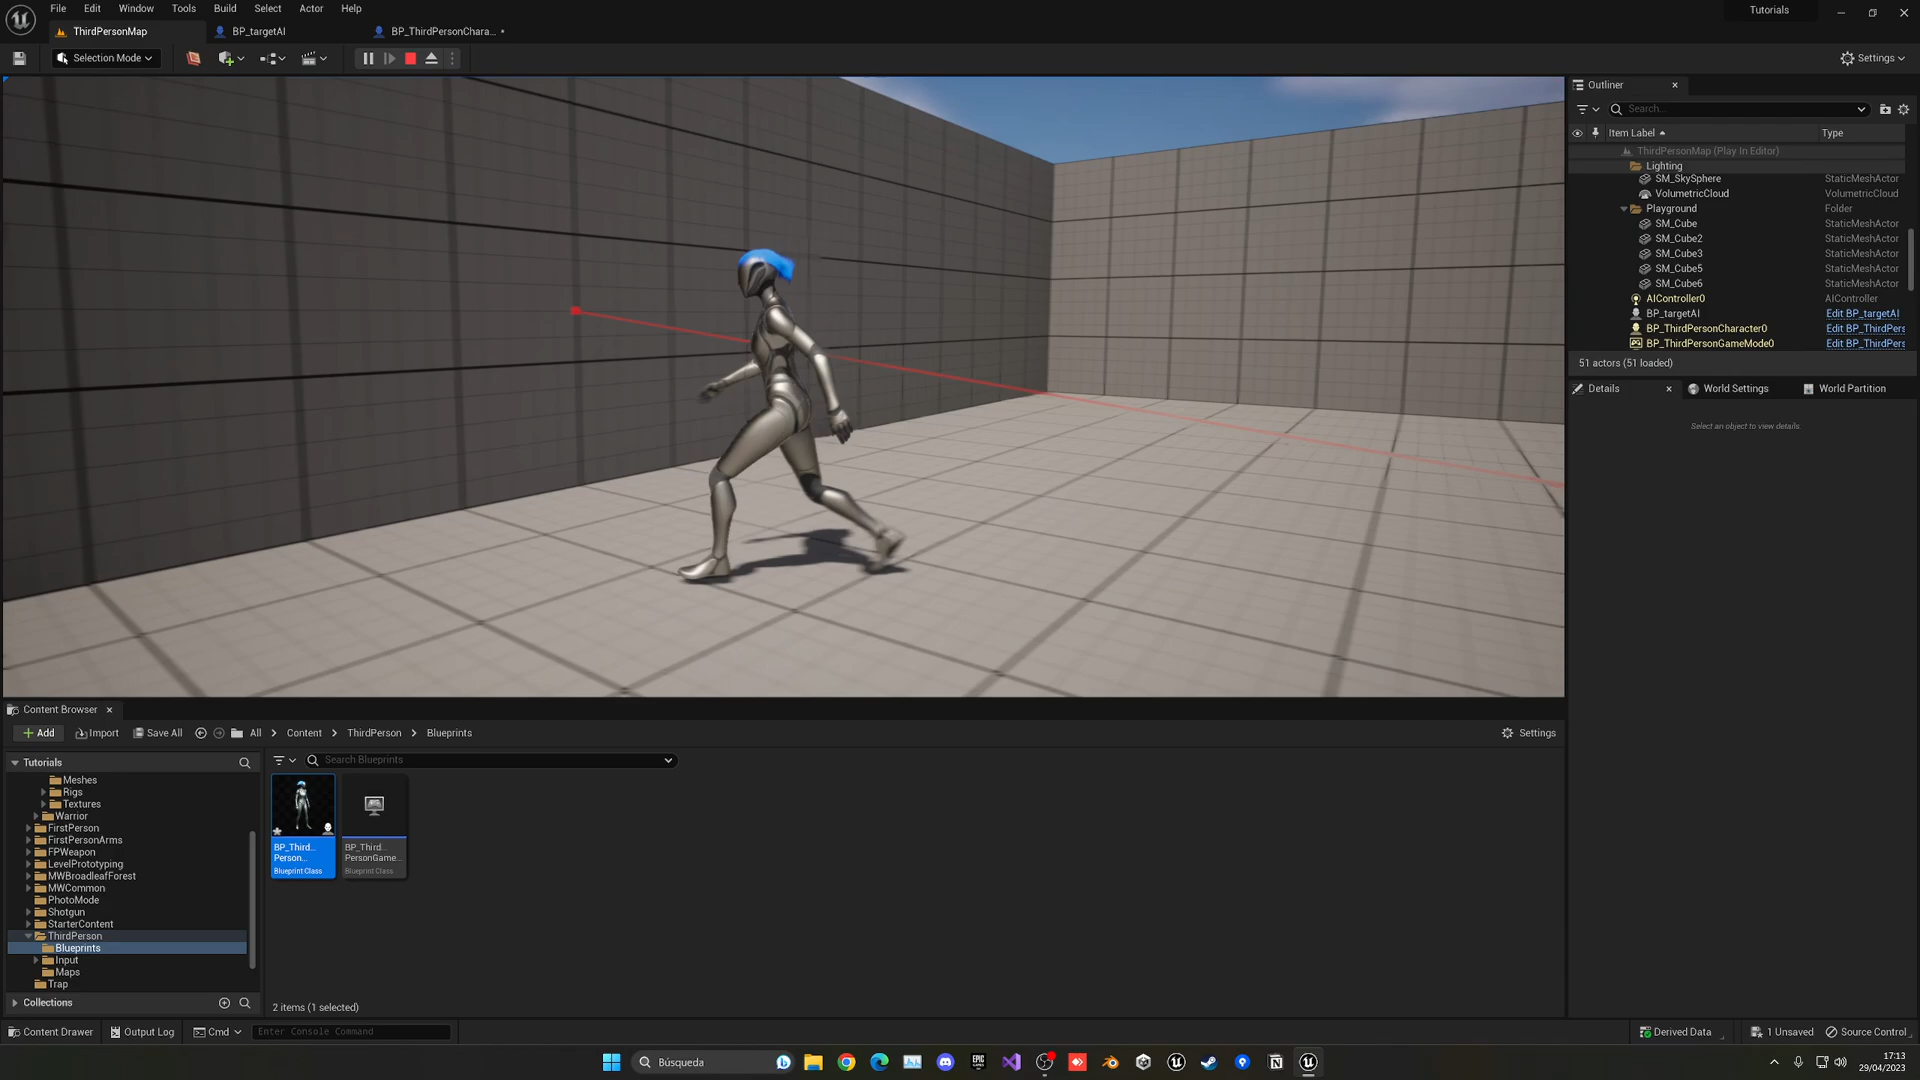 File Edit Window Tools Build Select Actor Help
Tutorials
ThirdPersonMap
BP_targetAI
BP_ThirdPersonChara... •
Selection Mode
Settings
Outliner
Search...
Item Label
Type
ThirdPersonMap (Play In Editor)
Lighting
SM_SkySphere StaticMeshActor
VolumetricCloud VolumetricCloud
Playground Folder
SM_Cube StaticMeshActor
SM_Cube2 StaticMeshActor
SM_Cube3 StaticMeshActor
SM_Cube5 StaticMeshActor
SM_Cube6 StaticMeshActor
AIController0 AIController
BP_targetAI Edit BP_targetAI
BP_ThirdPersonCharacter0 Edit BP_ThirdPers
BP_ThirdPersonGameMode0 Edit BP_ThirdPers
51 actors (51 loaded)
Details
World Settings
World Partition
Select an object to view details
Content Browser
Add Import Save All All Content ThirdPerson Blueprints
Settings
Tutorials
Meshes
Rigs
Textures
Warrior
FirstPerson
FirstPersonArms
FPWeapon
LevelPrototyping
MWBroadleafForest
MWCommon
PhotoMode
Shotgun
StarterContent
ThirdPerson
Blueprints
Input
Maps
Trap
Collections
Search Blueprints
BP_Third...
Person...
Blueprint Class
BP_Third...
PersonGame...
Blueprint Class
2 items (1 selected)
Content Drawer Output Log Cmd Enter Console Command
Derived Data 1 Unsaved Source Control
Búsqueda
EPIC
GAMES
17:13
29/04/2023